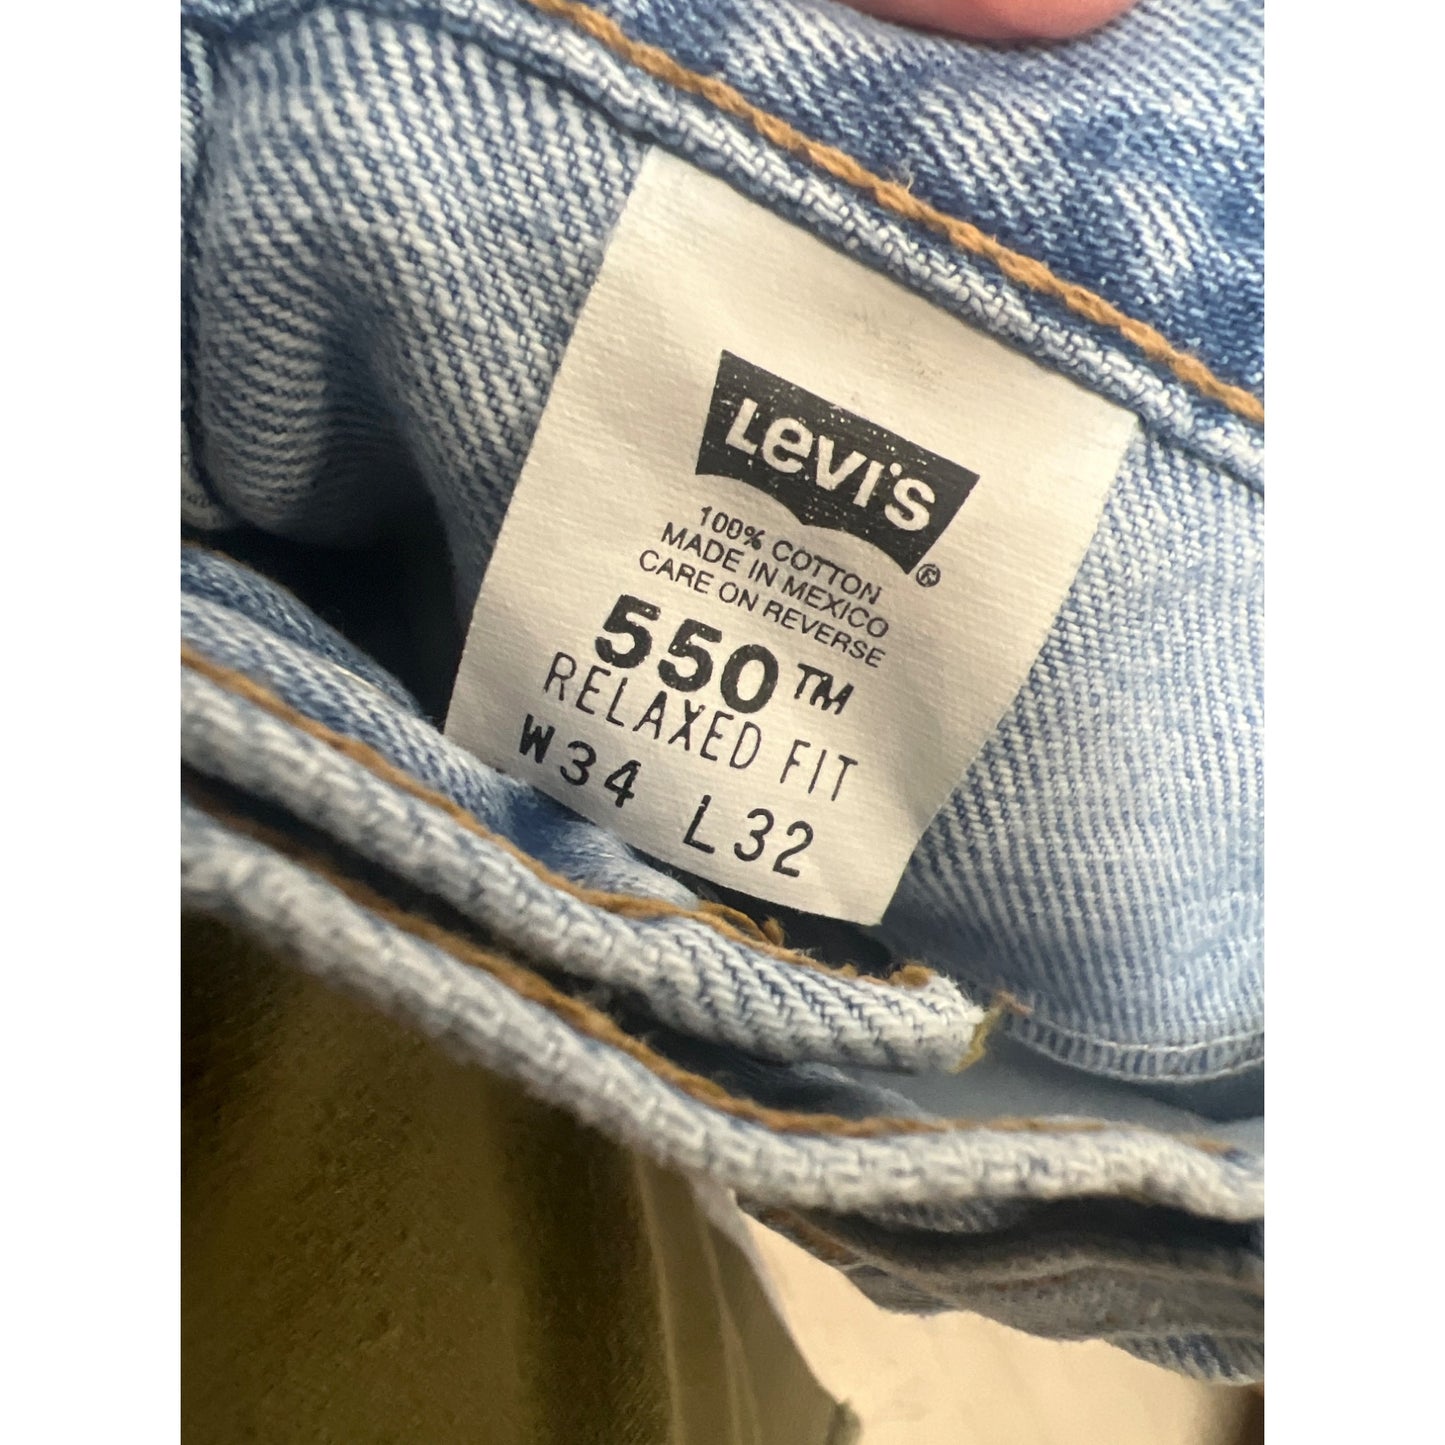 Levi's
®
100% COTTON
MADE IN MEXICO
CARE ON REVERSE
550™
RELAXED FIT
W34 L32